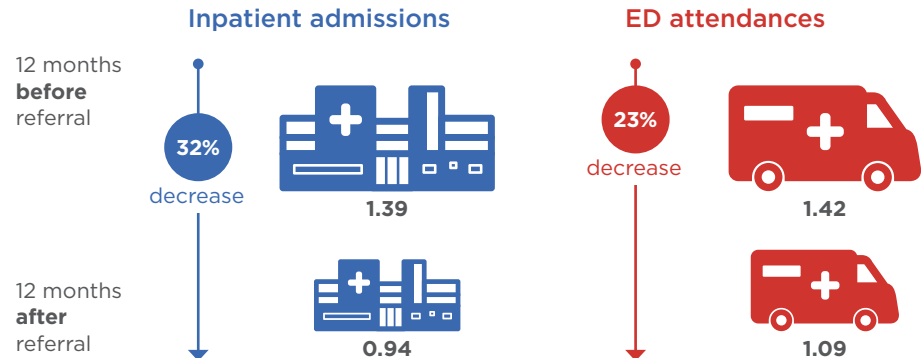 Inpatient admissions
ED attendances
12 months
before
referral
32%
decrease
1.39
23%
decrease
1.42
12 months
after
referral
0.94
1.09